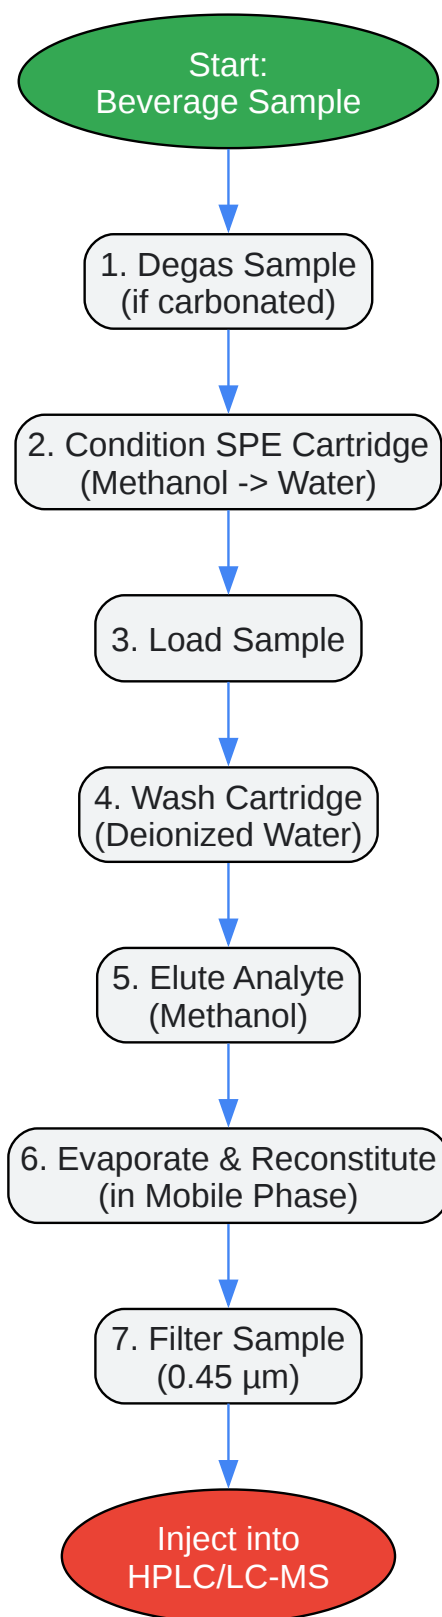 Start:
Beverage Sample
1. Degas Sample
(if carbonated)
2. Condition SPE Cartridge
(Methanol -> Water)
3. Load Sample
4. Wash Cartridge
(Deionized Water)
5. Elute Analyte
(Methanol)
6. Evaporate & Reconstitute
(in Mobile Phase)
7. Filter Sample
(0.45 µm)
Inject into
HPLC/LC-MS